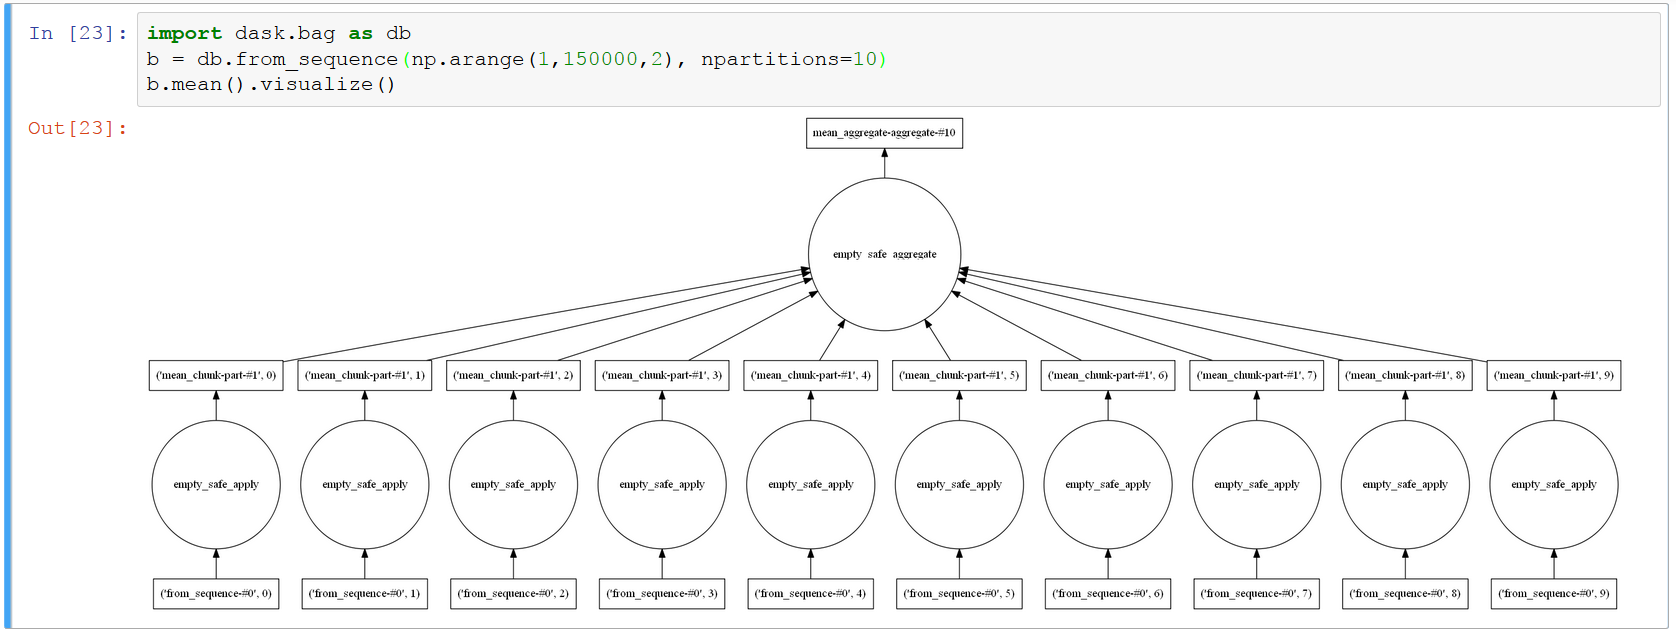 In [23]: import dask.bag as db
b = db.from_sequence(np.arange(1,150000,2), npartitions=10)
b.mean().visualize()
Out[23]:
mean_aggregate-aggregate-#10
empty_safe_aggregate
('mean_chunk-part-#1', 0) ('mean_chunk-part-#1', 1) ('mean_chunk-part-#1', 2) ('mean_chunk-part-#1', 3) ('mean_chunk-part-#1', 4) ('mean_chunk-part-#1', 5) ('mean_chunk-part-#1', 6) ('mean_chunk-part-#1', 7) ('mean_chunk-part-#1', 8) ('mean_chunk-part-#1', 9)
empty_safe_apply empty_safe_apply empty_safe_apply empty_safe_apply empty_safe_apply empty_safe_apply empty_safe_apply empty_safe_apply empty_safe_apply empty_safe_apply
('from_sequence-#0', 0) ('from_sequence-#0', 1) ('from_sequence-#0', 2) ('from_sequence-#0', 3) ('from_sequence-#0', 4) ('from_sequence-#0', 5) ('from_sequence-#0', 6) ('from_sequence-#0', 7) ('from_sequence-#0', 8) ('from_sequence-#0', 9)